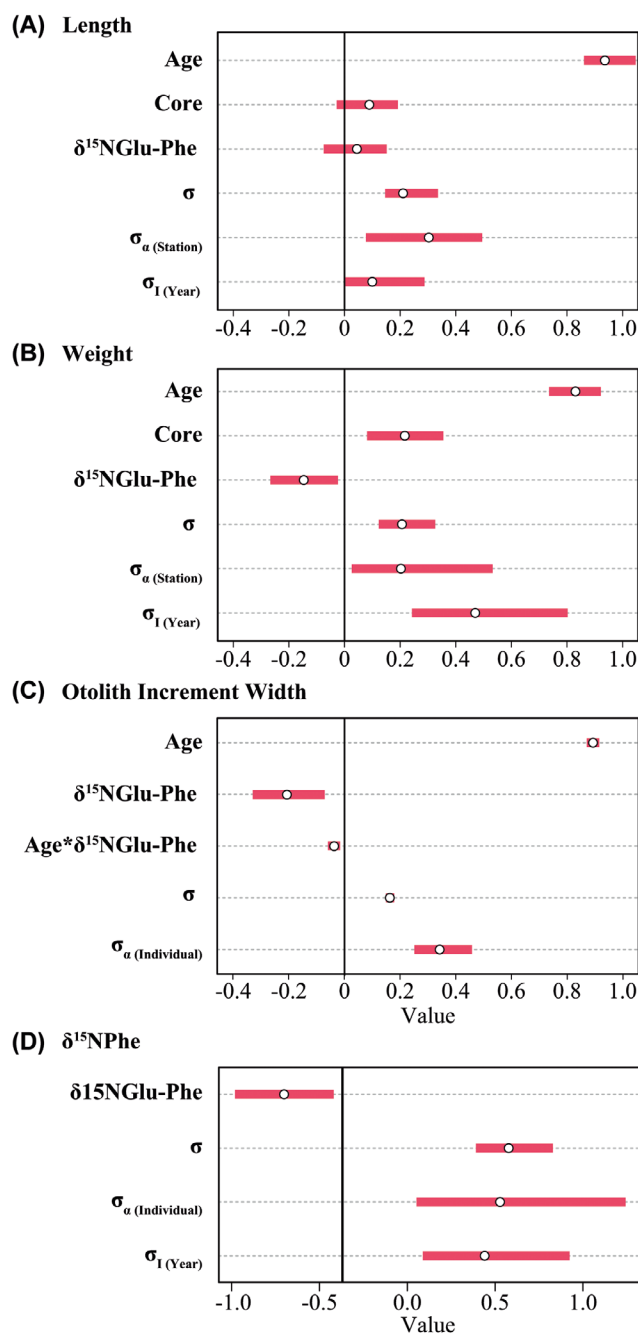 (A) Length
Age
Core
δ¹⁵NGlu-Phe
σ
σα (Station)
σI (Year)
-0.4 -0.2 0 0.2 0.4 0.6 0.8 1.0
(B) Weight
Age
Core
δ¹⁵NGlu-Phe
σ
σα (Station)
σI (Year)
-0.4 -0.2 0 0.2 0.4 0.6 0.8 1.0
(C) Otolith Increment Width
Age
δ¹⁵NGlu-Phe
Age*δ¹⁵NGlu-Phe
σ
σα (Individual)
-0.4 -0.2 0 0.2 0.4 0.6 0.8 1.0
Value
(D) δ¹⁵NPhe
δ15NGlu-Phe
σ
σα (Individual)
σI (Year)
-1.0 -0.5 0.0 0.5 1.0
Value